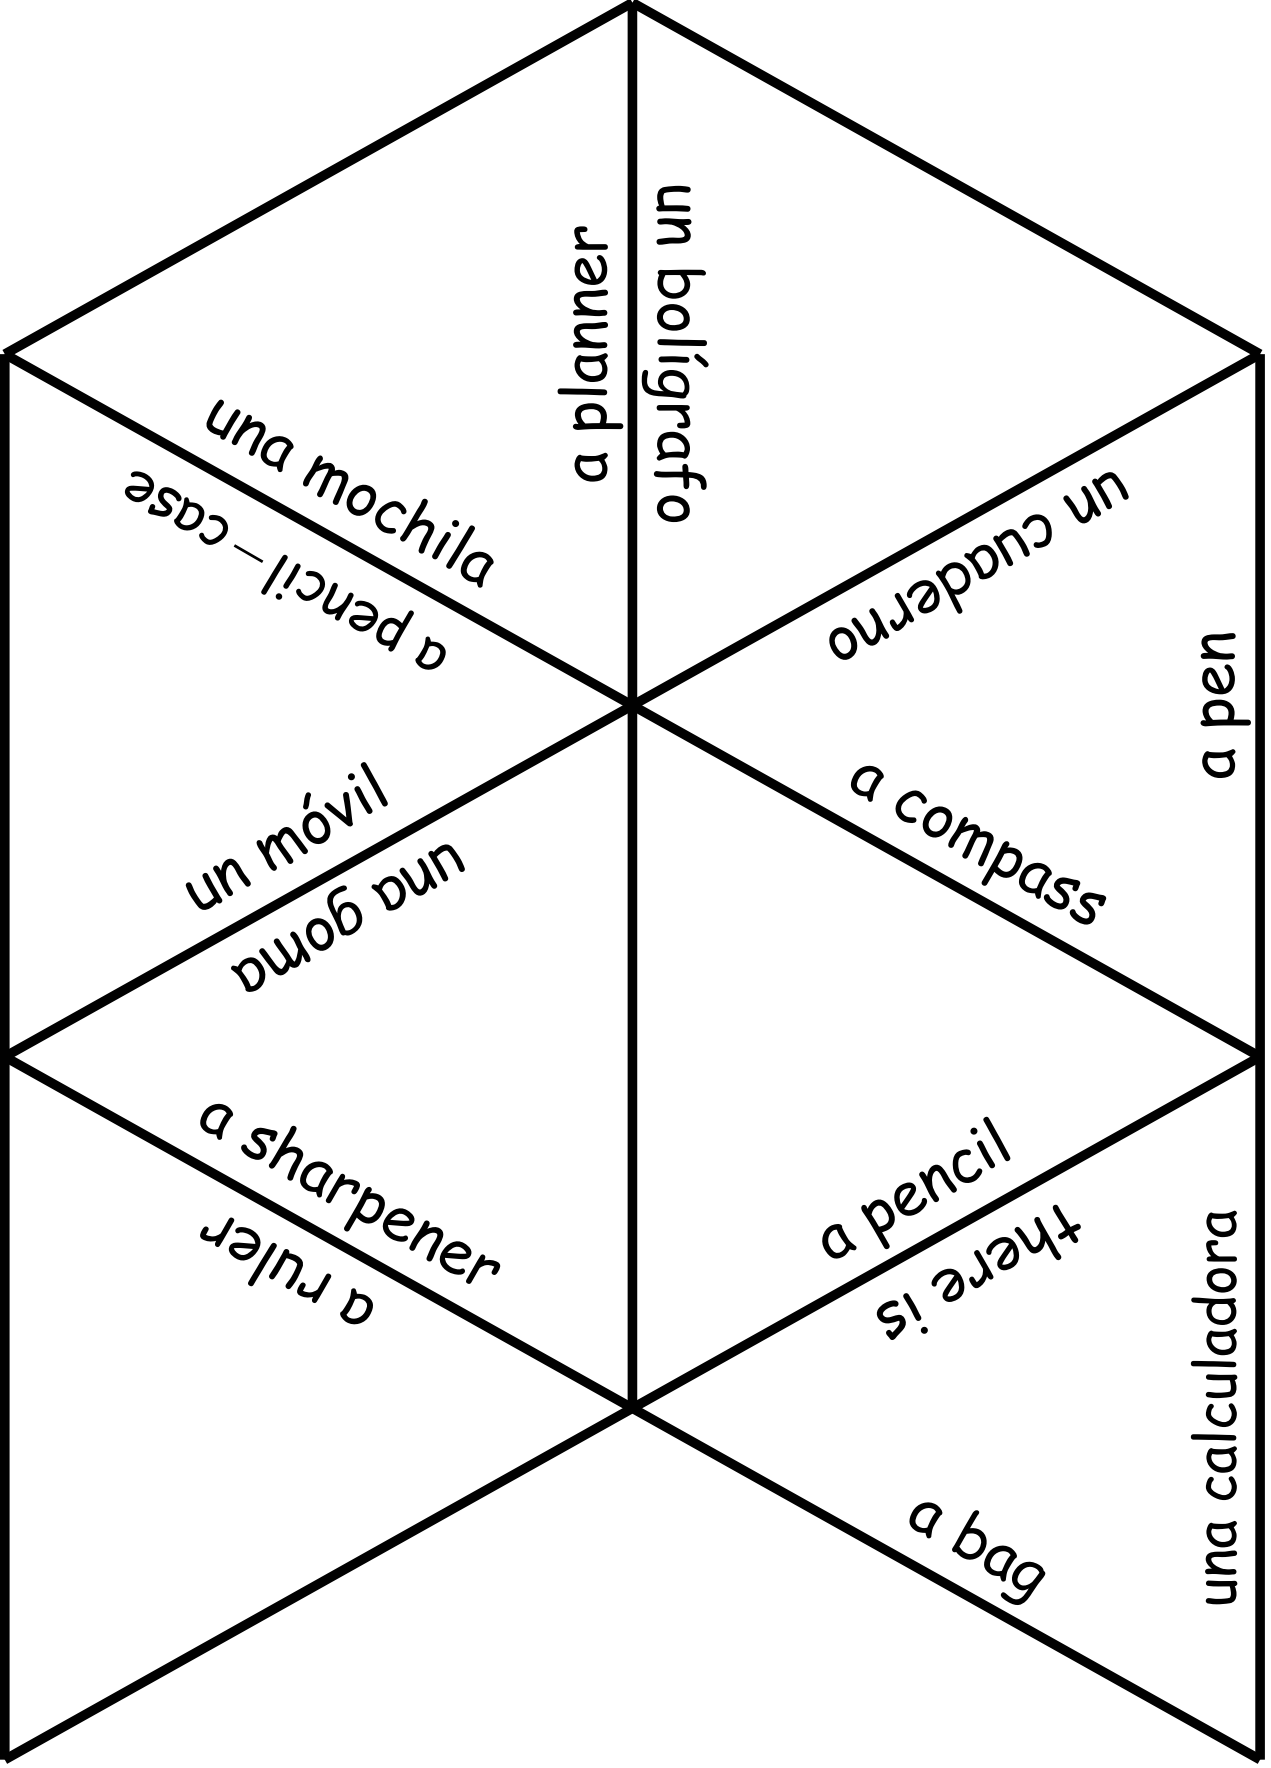 a planner
un bolígrafo
una mochila
a pencil–case
un cuaderno
a pen
un móvil
a compass
una goma
a sharpener
a pencil
a ruler
there is
una calculadora
a bag